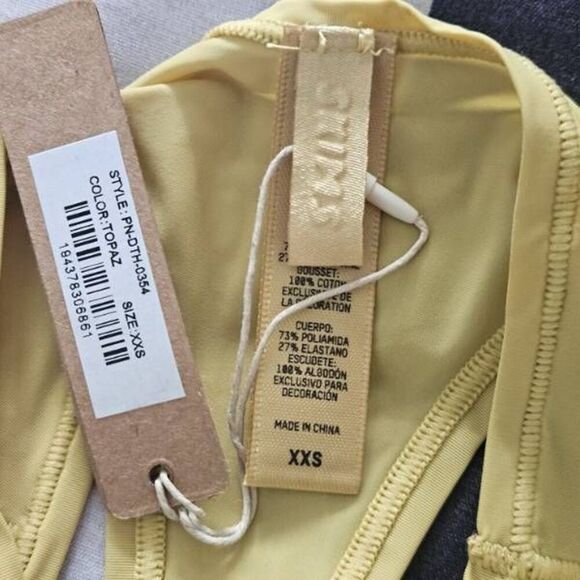 STYLE: PN-DTH-0354
COLOR:TOPAZ
SIZE:XXS
194378306861
SKIMS
GOUSSET:
100% COTON
EXCLUSIVE DE
LA DÉCORATION
CUERPO:
73% POLIAMIDA
27% ELASTANO
ESCUDETE:
100% ALGODÓN
EXCLUSIVO PARA
DECORACIÓN
MADE IN CHINA
XXS